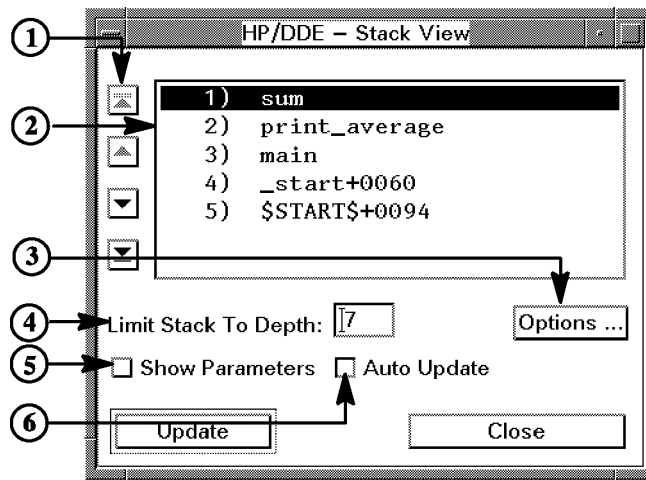 HP/DDE – Stack View
1
2
1) sum
2) print_average
3) main
4) _start+0060
5) $START$+0094
3
4 Limit Stack To Depth: 7 Options ...
5 Show Parameters Auto Update
6
Update Close